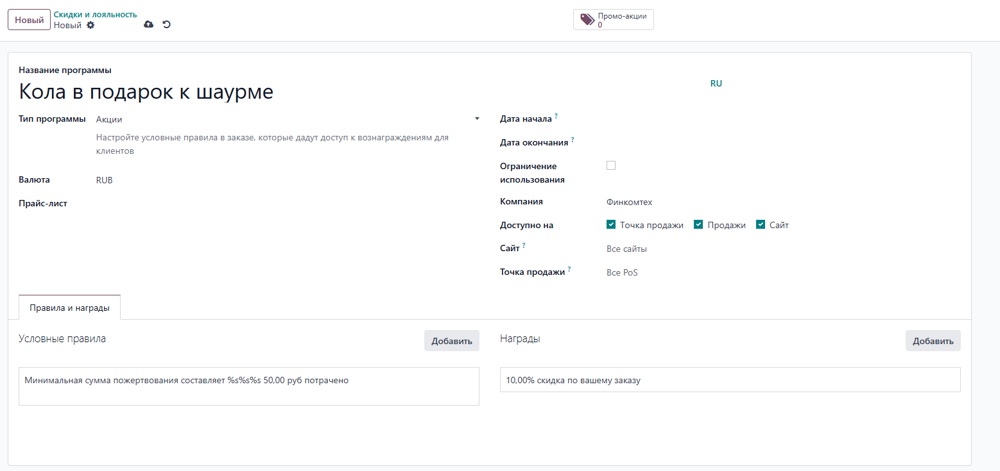 Новый
Скидки и лояльность
Новый
Промо-акции
0
Название программы
Кола в подарок к шаурме
RU
Тип программы
Акции
Настройте условные правила в заказе, которые дадут доступ к вознаграждениям для
клиентов
Валюта
RUB
Прайс-лист
Дата начала ?
Дата окончания ?
Ограничение
использования
Компания
Финкомтех
Доступно на
Точка продажи
Продажи
Сайт
Сайт ?
Все сайты
Точка продажи ?
Все PoS
Правила и награды
Условные правила
Добавить
Минимальная сумма пожертвования составляет %s%s%s 50,00 руб потрачено
Награды
Добавить
10,00% скидка по вашему заказу